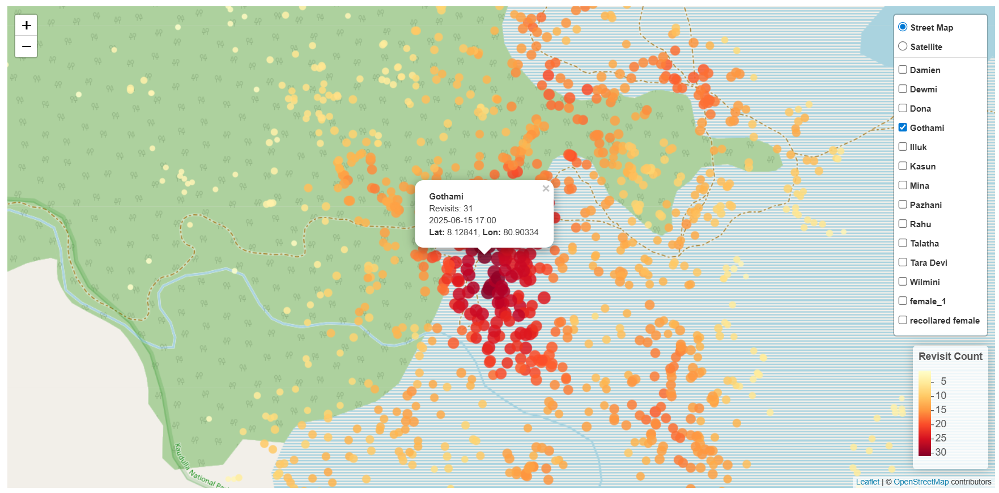 +
−
Gothami
Revisits: 31
2025-06-15 17:00
Lat: 8.12841, Lon: 80.90334
×
Street Map
Satellite
Damien
Dewmi
Dona
Gothami
Illuk
Kasun
Mina
Pazhani
Rahu
Talatha
Tara Devi
Wilmini
female_1
recollared female
Revisit Count
5
10
15
20
25
30
Kaudulla National
Leaflet | © OpenStreetMap contributors